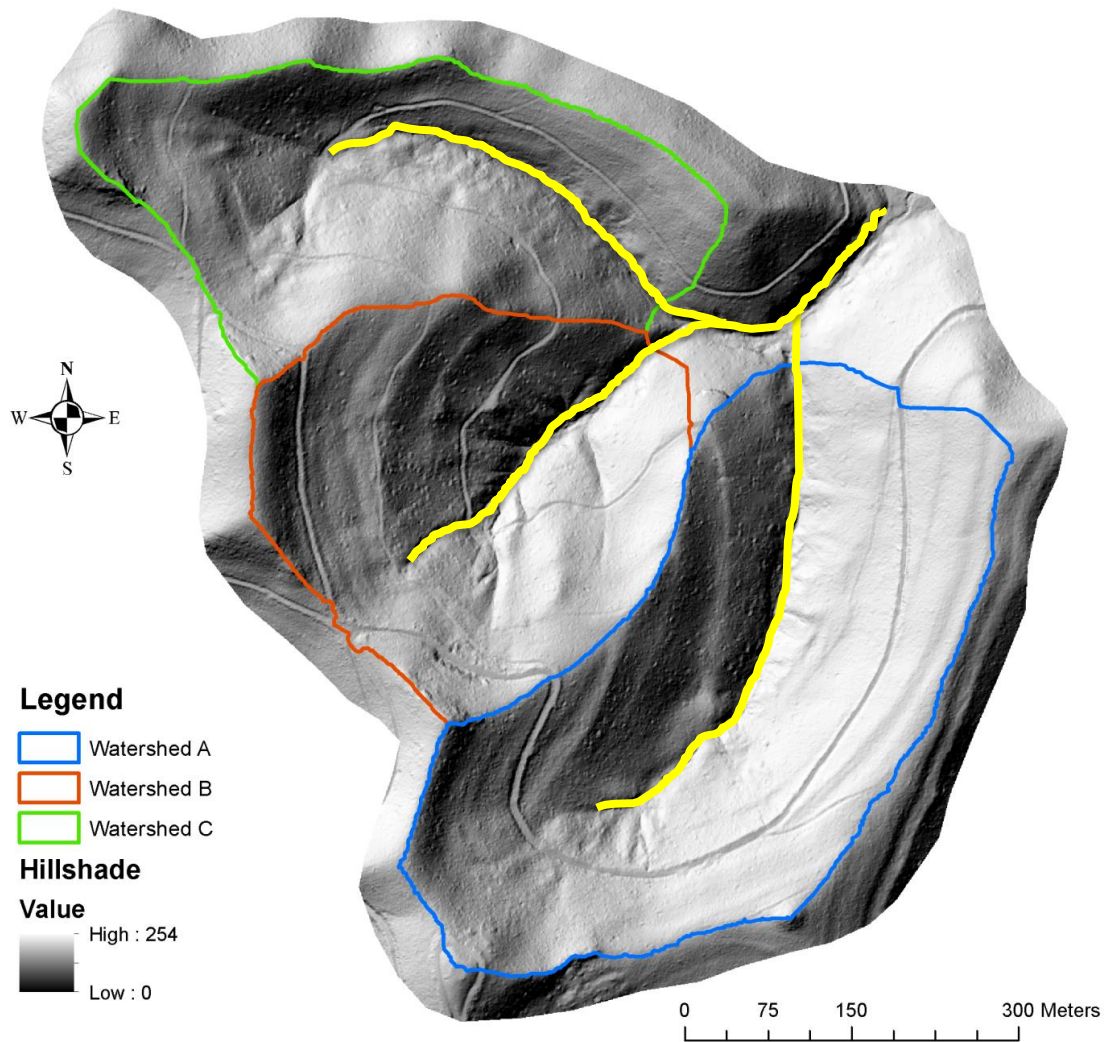 N
W E
S
Legend
Watershed A
Watershed B
Watershed C
Hillshade
Value
High : 254
Low : 0
0 75 150 300 Meters